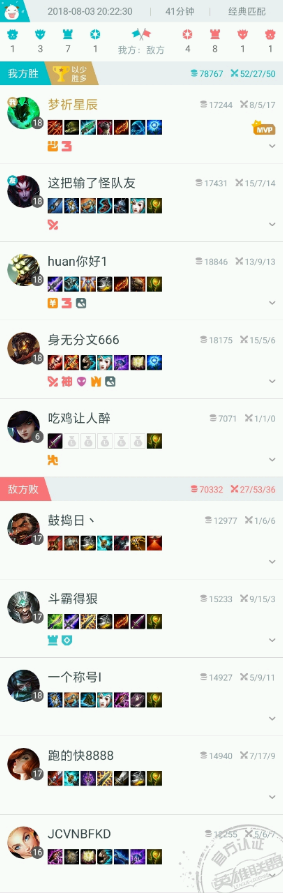 2018-08-03 20:22:30 | 41分钟 | 经典匹配
1 3 7 1 我方：敌方 4 8 1 1
我方胜 以少胜多 78767 52/27/50
梦祈星辰 17244 8/5/17
18
MVP
这把输了怪队友 17431 15/7/14
18
huan你好1 18846 13/9/13
18
身无分文666 18175 15/5/6
18
神
吃鸡让人醉 7071 1/1/0
6
敌方败 70332 27/53/36
鼓捣日丶 12977 1/6/6
17
斗霸得狠 15233 9/15/3
17
一个称号I 14927 5/9/11
18
跑的快8888 14940 7/17/9
17
JCVNBFKD 5/6/7
16
官方认证
英雄联盟